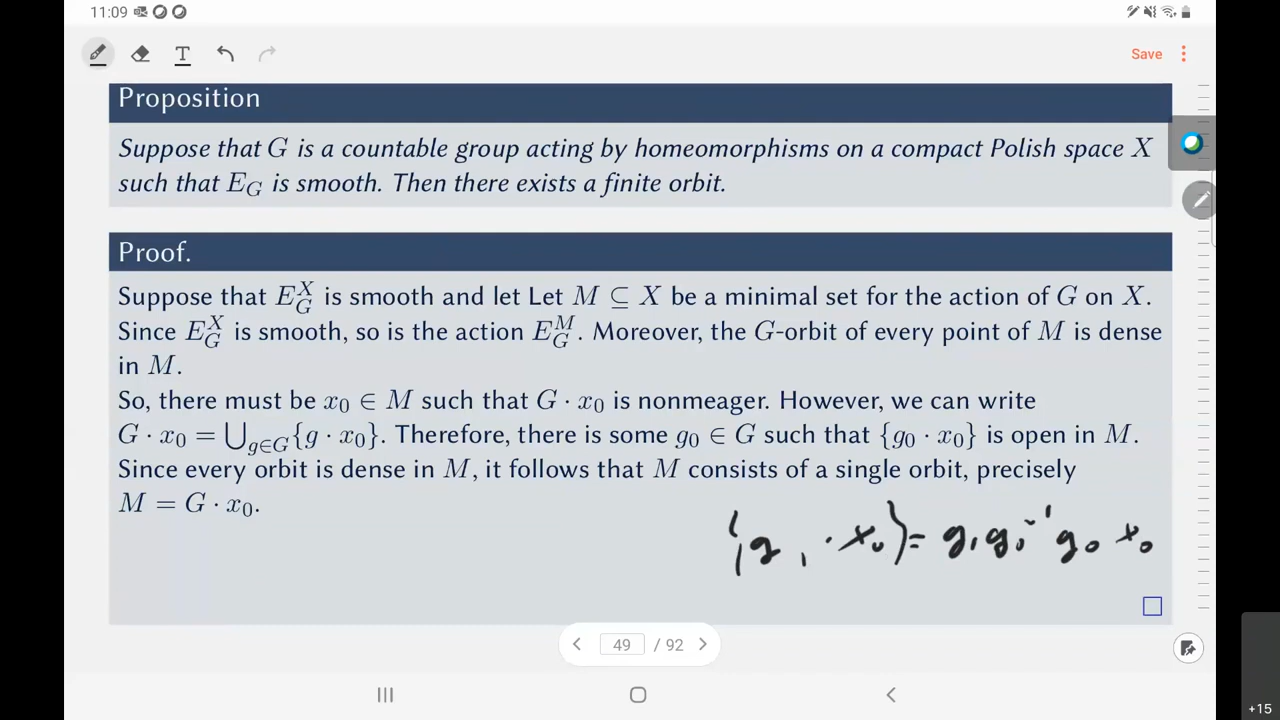 11:09
Save
Proposition
Suppose that G is a countable group acting by homeomorphisms on a compact Polish space X
such that E_G is smooth. Then there exists a finite orbit.
Proof.
Suppose that E_G^X is smooth and let Let M ⊆ X be a minimal set for the action of G on X.
Since E_G^X is smooth, so is the action E_G^M. Moreover, the G-orbit of every point of M is dense
in M.
So, there must be x_0 ∈ M such that G · x_0 is nonmeager. However, we can write
G · x_0 = ⋃_{g∈G}{g · x_0}. Therefore, there is some g_0 ∈ G such that {g_0 · x_0} is open in M.
Since every orbit is dense in M, it follows that M consists of a single orbit, precisely
M = G · x_0.
{g_1 · x_0} = g_1 g_0^{-1} g_0 x_0
49 / 92
+15